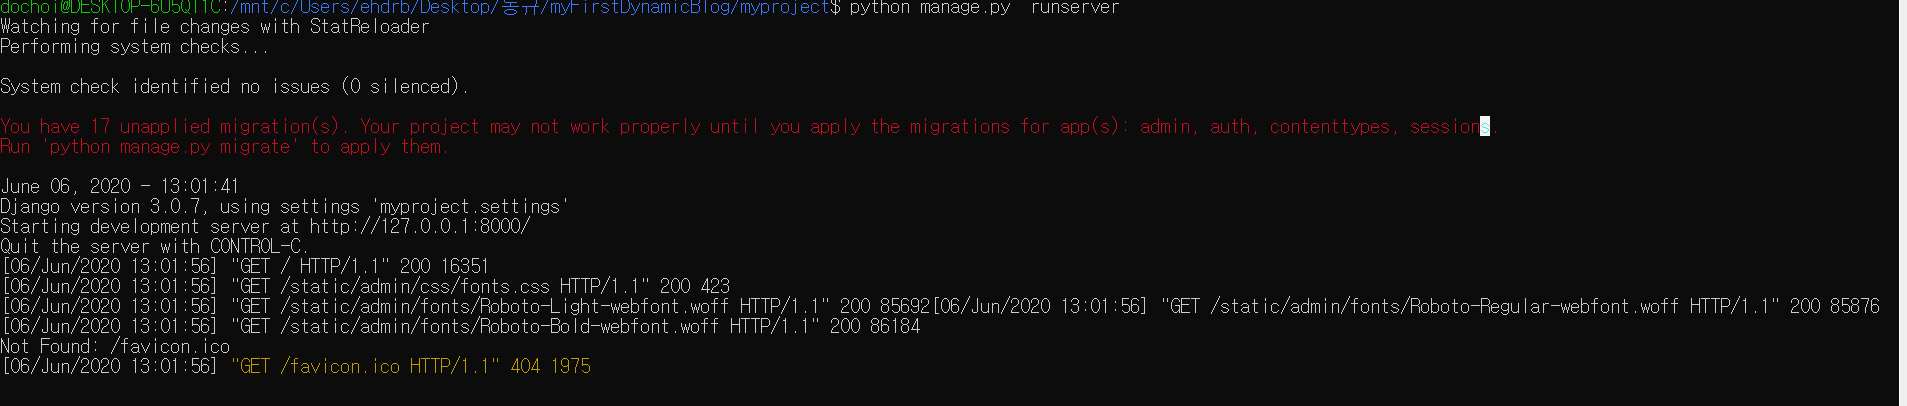 dochoi@DESKTOP-6U5QT1C:/mnt/c/Users/ehdrb/Desktop/동규/myFirstDynamicBlog/myproject$ python manage.py  runserver
Watching for file changes with StatReloader
Performing system checks...
System check identified no issues (0 silenced).
You have 17 unapplied migration(s). Your project may not work properly until you apply the migrations for app(s): admin, auth, contenttypes, sessions.
Run 'python manage.py migrate' to apply them.
June 06, 2020 - 13:01:41
Django version 3.0.7, using settings 'myproject.settings'
Starting development server at http://127.0.0.1:8000/
Quit the server with CONTROL-C.
[06/Jun/2020 13:01:56] "GET / HTTP/1.1" 200 16351
[06/Jun/2020 13:01:56] "GET /static/admin/css/fonts.css HTTP/1.1" 200 423
[06/Jun/2020 13:01:56] "GET /static/admin/fonts/Roboto-Light-webfont.woff HTTP/1.1" 200 85692[06/Jun/2020 13:01:56] "GET /static/admin/fonts/Roboto-Regular-webfont.woff HTTP/1.1" 200 85876
[06/Jun/2020 13:01:56] "GET /static/admin/fonts/Roboto-Bold-webfont.woff HTTP/1.1" 200 86184
Not Found: /favicon.ico
[06/Jun/2020 13:01:56] "GET /favicon.ico HTTP/1.1" 404 1975